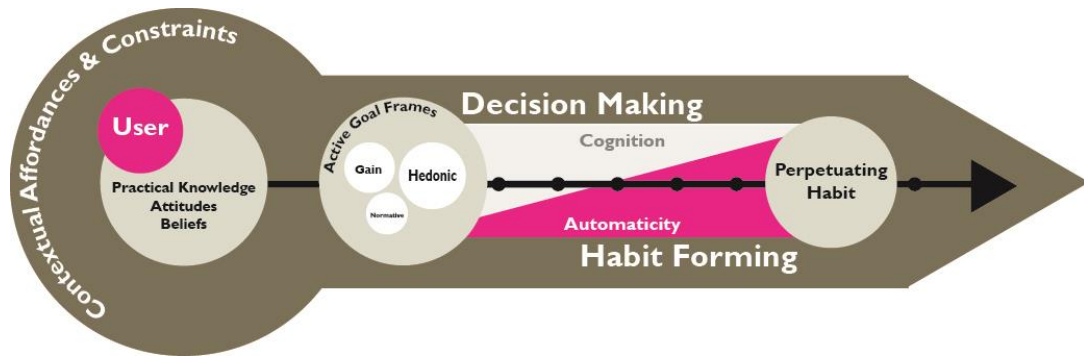 Contextual Affordances & Constraints
User
Practical Knowledge
Attitudes
Beliefs
Active Goal Frames
Gain
Hedonic
Normative
Decision Making
Cognition
Automaticity
Habit Forming
Perpetuating
Habit